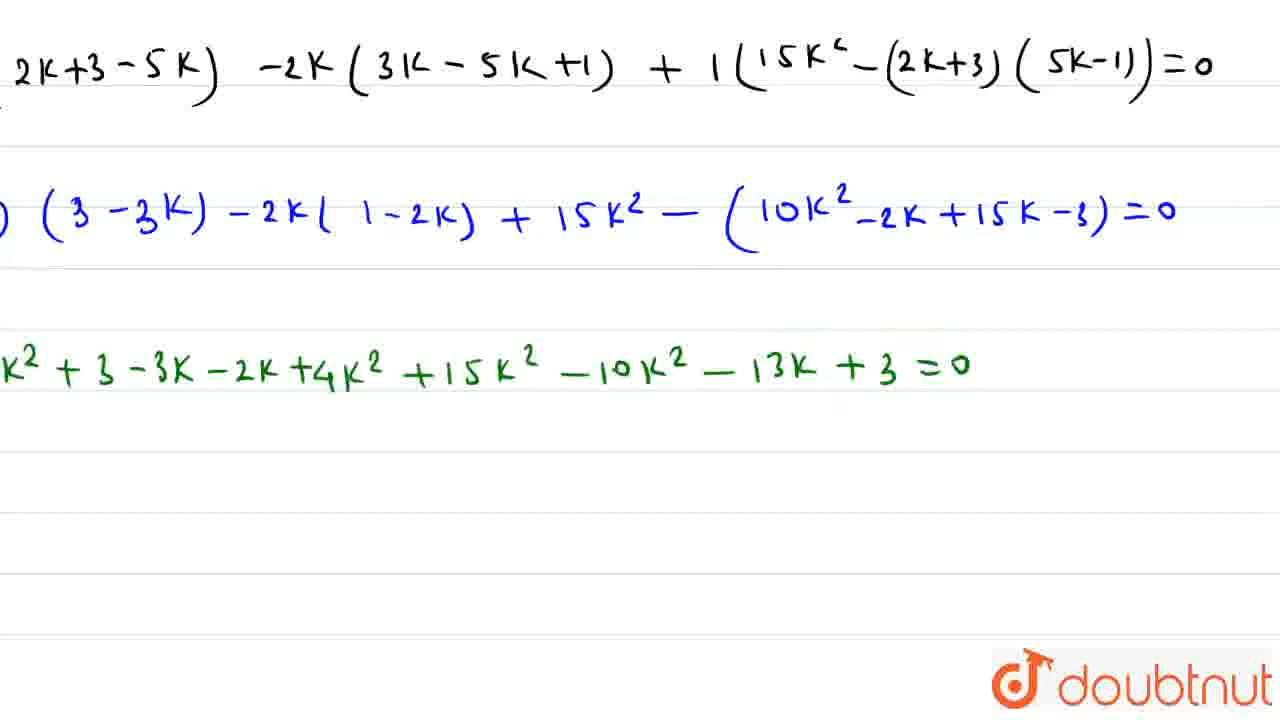 2k+3-5k) -2k(3k-5k+1) + 1(15k² -(2k+3)(5k-1))=0
) (3-3k)-2k(1-2k)+15k²-(10k²-2k+15k-3)=0
k²+3-3k-2k+4k²+15k²-10k²-13k+3=0
doubtnut